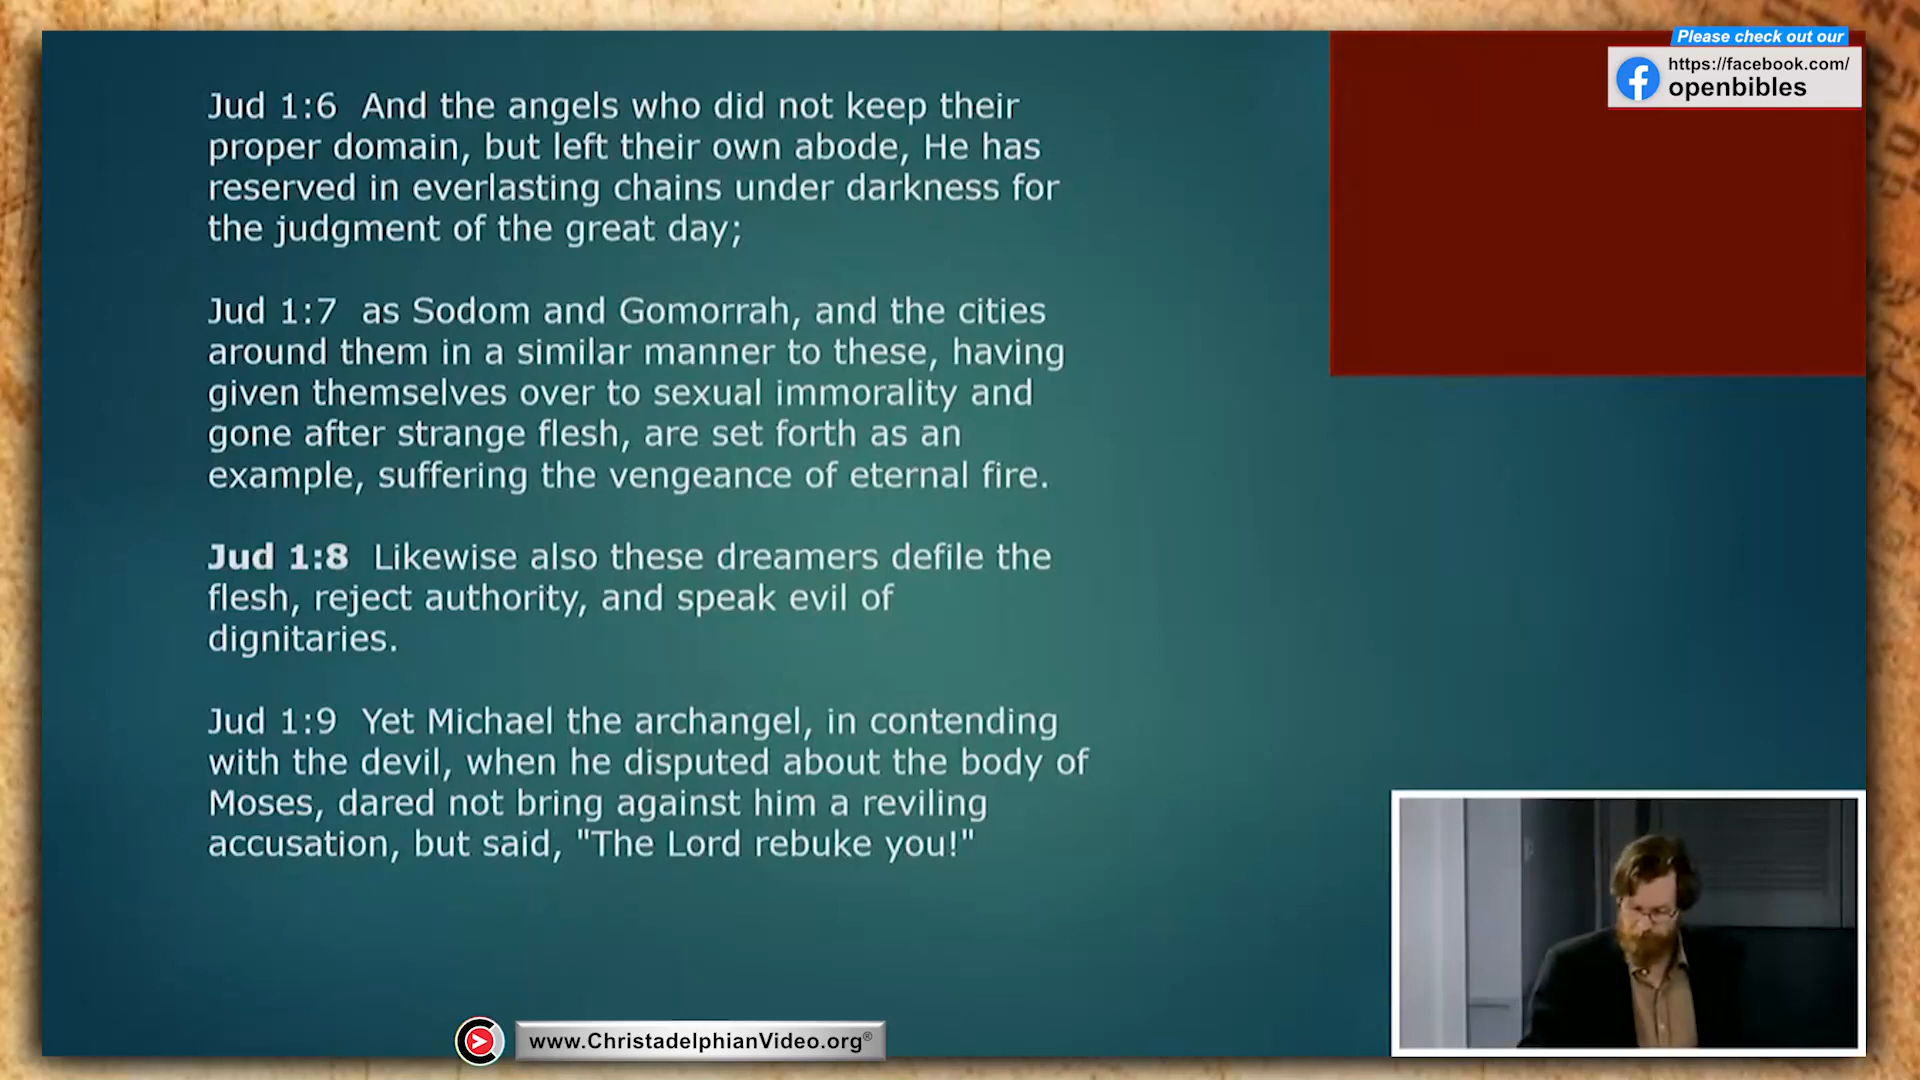 Please check out our
https://facebook.com/
openbibles
Jud 1:6  And the angels who did not keep their
proper domain, but left their own abode, He has
reserved in everlasting chains under darkness for
the judgment of the great day;
Jud 1:7  as Sodom and Gomorrah, and the cities
around them in a similar manner to these, having
given themselves over to sexual immorality and
gone after strange flesh, are set forth as an
example, suffering the vengeance of eternal fire.
Jud 1:8  Likewise also these dreamers defile the
flesh, reject authority, and speak evil of
dignitaries.
Jud 1:9  Yet Michael the archangel, in contending
with the devil, when he disputed about the body of
Moses, dared not bring against him a reviling
accusation, but said, "The Lord rebuke you!"
www.ChristadelphianVideo.org®